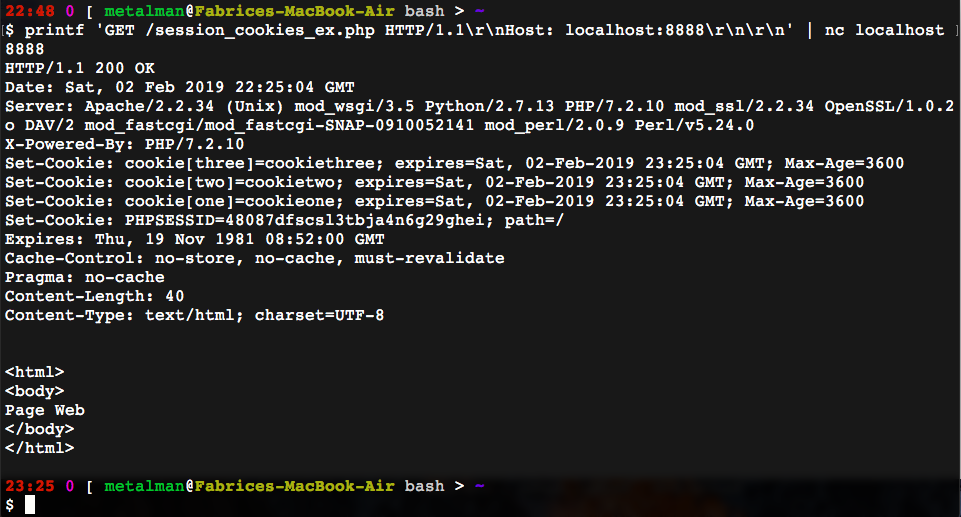 22:48 0 [ metalman@Fabrices-MacBook-Air bash > ~
$ printf 'GET /session_cookies_ex.php HTTP/1.1\r\nHost: localhost:8888\r\n\r\n' | nc localhost
8888
HTTP/1.1 200 OK
Date: Sat, 02 Feb 2019 22:25:04 GMT
Server: Apache/2.2.34 (Unix) mod_wsgi/3.5 Python/2.7.13 PHP/7.2.10 mod_ssl/2.2.34 OpenSSL/1.0.2
o DAV/2 mod_fastcgi/mod_fastcgi-SNAP-0910052141 mod_perl/2.0.9 Perl/v5.24.0
X-Powered-By: PHP/7.2.10
Set-Cookie: cookie[three]=cookiethree; expires=Sat, 02-Feb-2019 23:25:04 GMT; Max-Age=3600
Set-Cookie: cookie[two]=cookietwo; expires=Sat, 02-Feb-2019 23:25:04 GMT; Max-Age=3600
Set-Cookie: cookie[one]=cookieone; expires=Sat, 02-Feb-2019 23:25:04 GMT; Max-Age=3600
Set-Cookie: PHPSESSID=48087dfscsl3tbja4n6g29ghei; path=/
Expires: Thu, 19 Nov 1981 08:52:00 GMT
Cache-Control: no-store, no-cache, must-revalidate
Pragma: no-cache
Content-Length: 40
Content-Type: text/html; charset=UTF-8
<html>
<body>
Page Web
</body>
</html>
23:25 0 [ metalman@Fabrices-MacBook-Air bash > ~
$